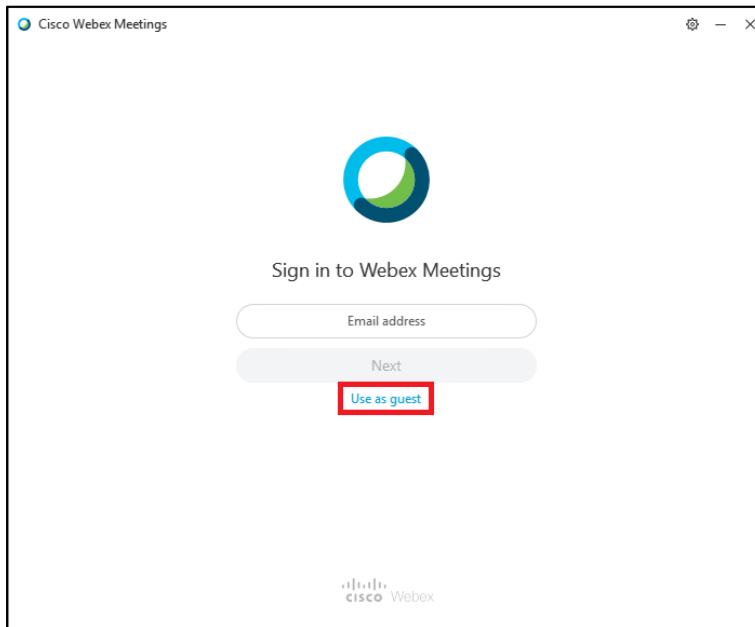 Cisco Webex Meetings
Sign in to Webex Meetings
Email address
Next
Use as guest
CISCO Webex